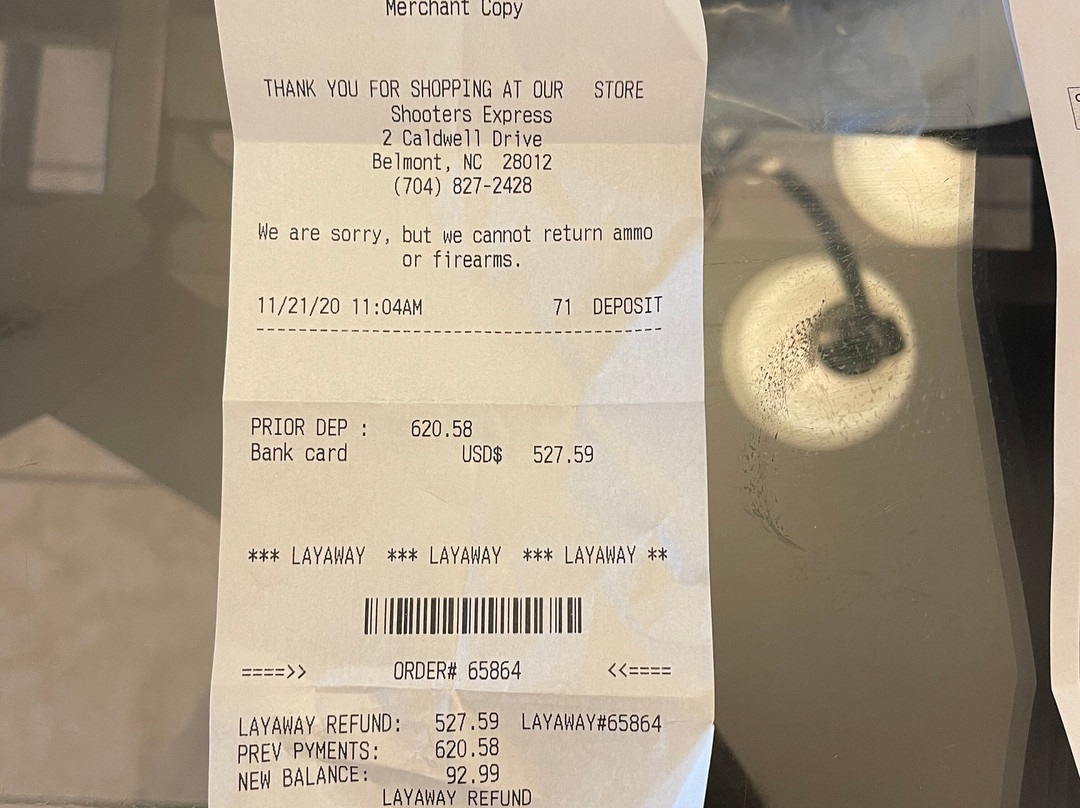 Merchant Copy
THANK YOU FOR SHOPPING AT OUR STORE
Shooters Express
2 Caldwell Drive
Belmont, NC 28012
(704) 827-2428
We are sorry, but we cannot return ammo
or firearms.
11/21/20 11:04AM 71 DEPOSIT
--------------------------------------
PRIOR DEP : 620.58
Bank card USD$ 527.59
*** LAYAWAY *** LAYAWAY *** LAYAWAY **
====>> ORDER# 65864 <<====
LAYAWAY REFUND: 527.59 LAYAWAY#65864
PREV PYMENTS: 620.58
NEW BALANCE: 92.99
LAYAWAY REFUND